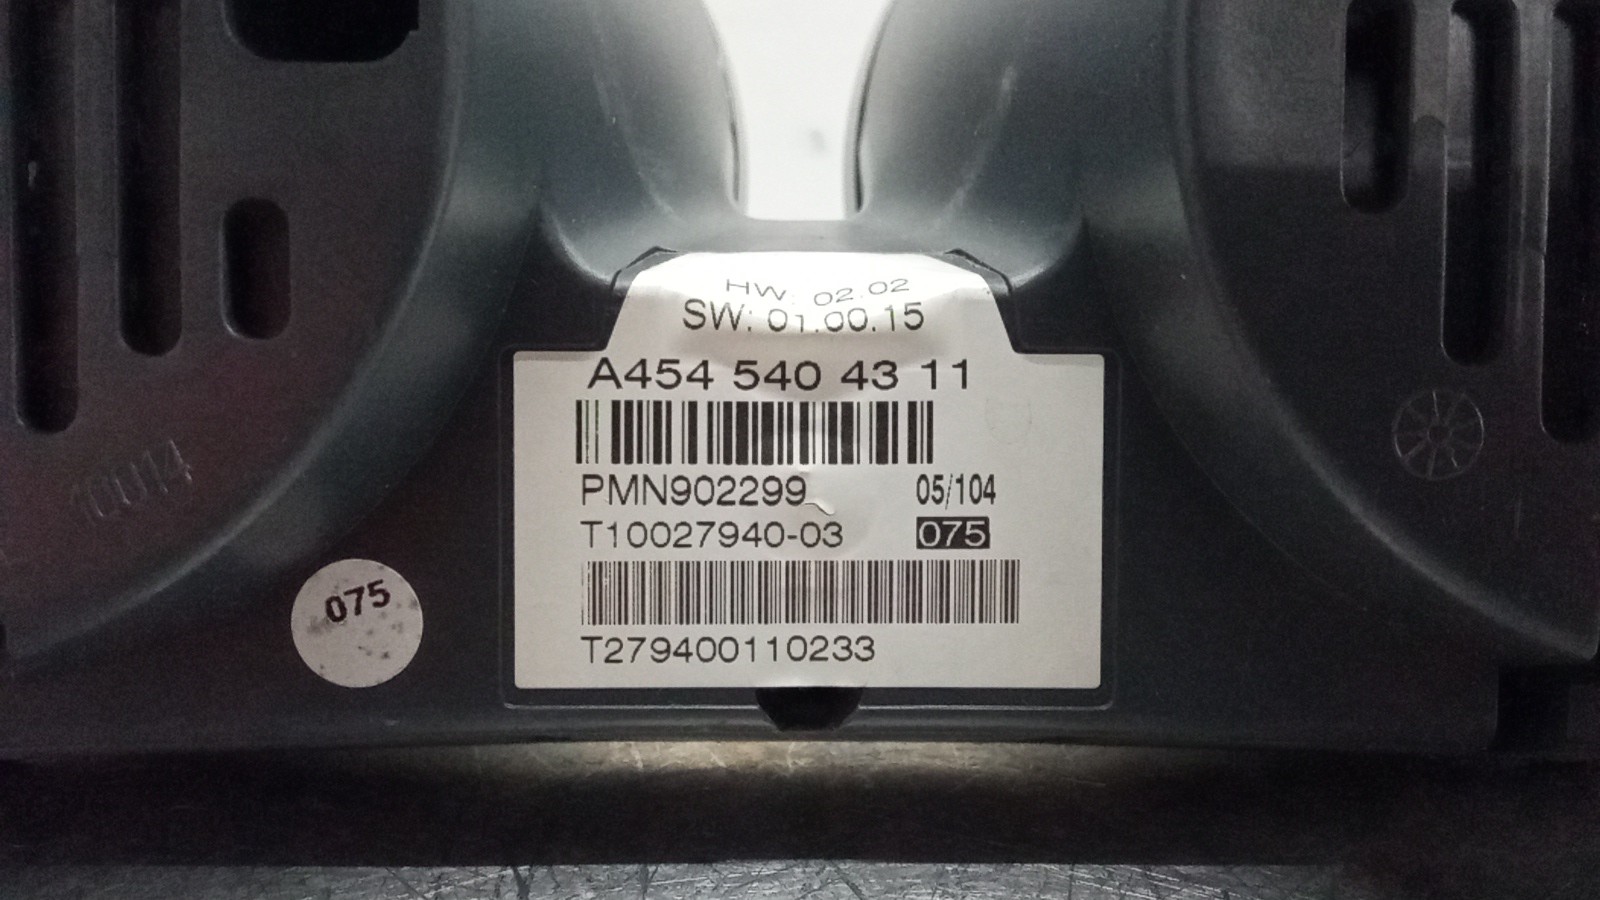 HW: 02.02
SW: 01.00.15
A454 540 43 11
PMN902299 05/104
T10027940-03 075
T279400110233
075